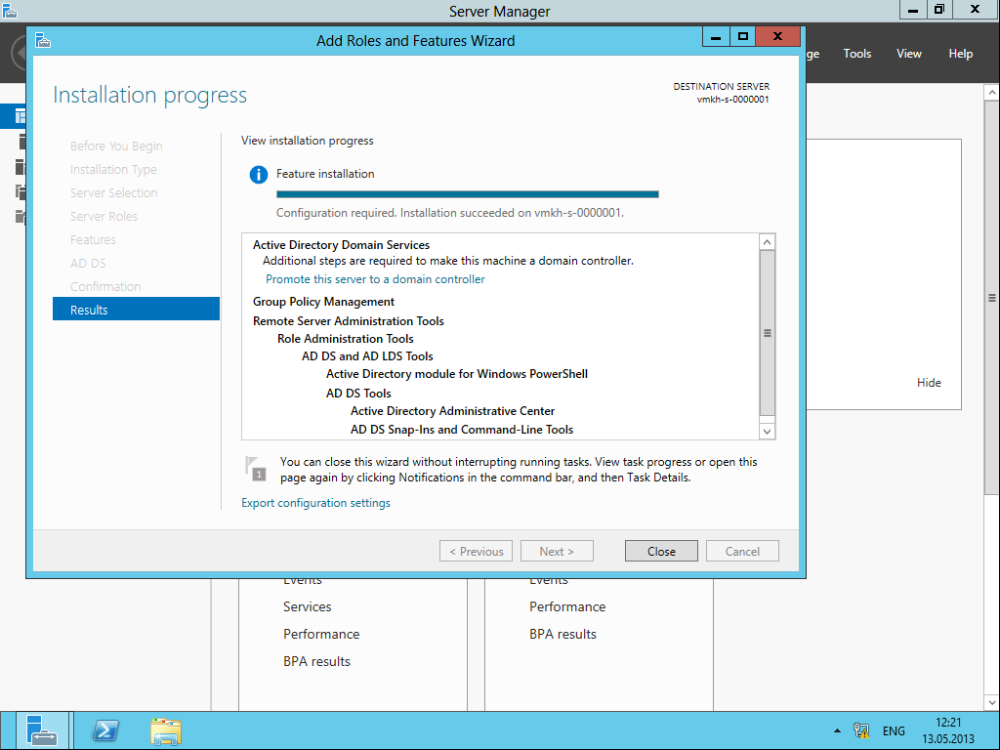 Server Manager
Add Roles and Features Wizard
ge Tools View Help
Installation progress
DESTINATION SERVER
vmkh-s-0000001
Before You Begin
Installation Type
Server Selection
Server Roles
Features
AD DS
Confirmation
Results
View installation progress
Feature installation
Configuration required. Installation succeeded on vmkh-s-0000001.
Active Directory Domain Services
Additional steps are required to make this machine a domain controller.
Promote this server to a domain controller
Group Policy Management
Remote Server Administration Tools
Role Administration Tools
AD DS and AD LDS Tools
Active Directory module for Windows PowerShell
AD DS Tools
Active Directory Administrative Center
AD DS Snap-Ins and Command-Line Tools
1
You can close this wizard without interrupting running tasks. View task progress or open this
page again by clicking Notifications in the command bar, and then Task Details.
Export configuration settings
< Previous Next > Close Cancel
Hide
Events
Services
Performance
BPA results
Events
Performance
BPA results
ENG
12:21
13.05.2013